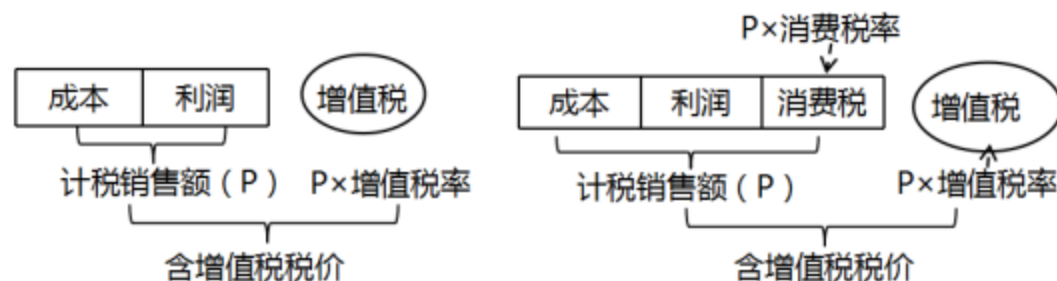 P×消费税率
成本 利润 增值税
成本 利润 消费税 增值税
计税销售额（P） P×增值税率
计税销售额（P） P×增值税率
含增值税税价
含增值税税价